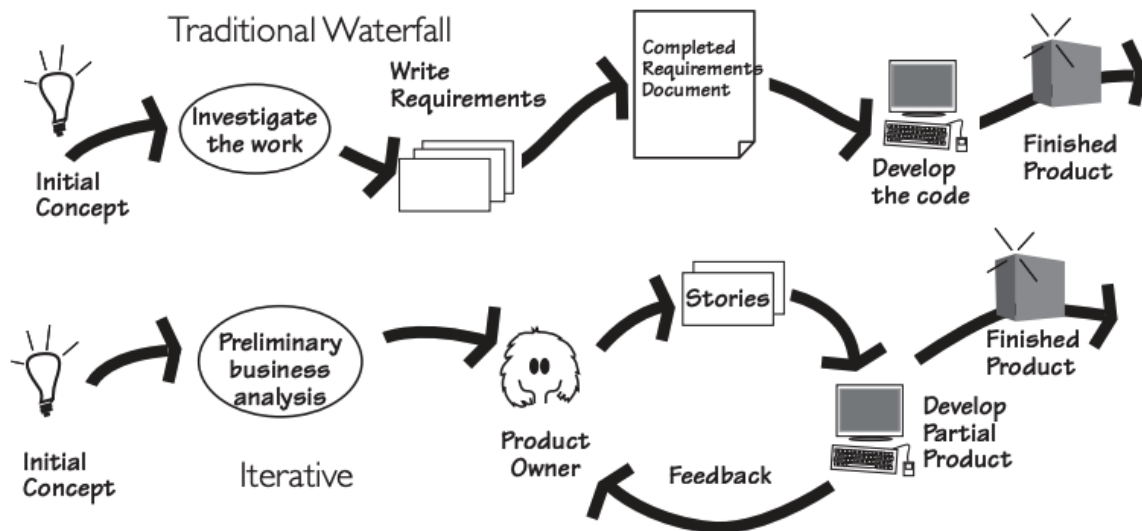 Traditional Waterfall
Initial
Concept
Investigate
the work
Write
Requirements
Completed
Requirements
Document
Develop
the code
Finished
Product
Initial
Concept
Iterative
Preliminary
business
analysis
Product
Owner
Stories
Feedback
Develop
Partial
Product
Finished
Product